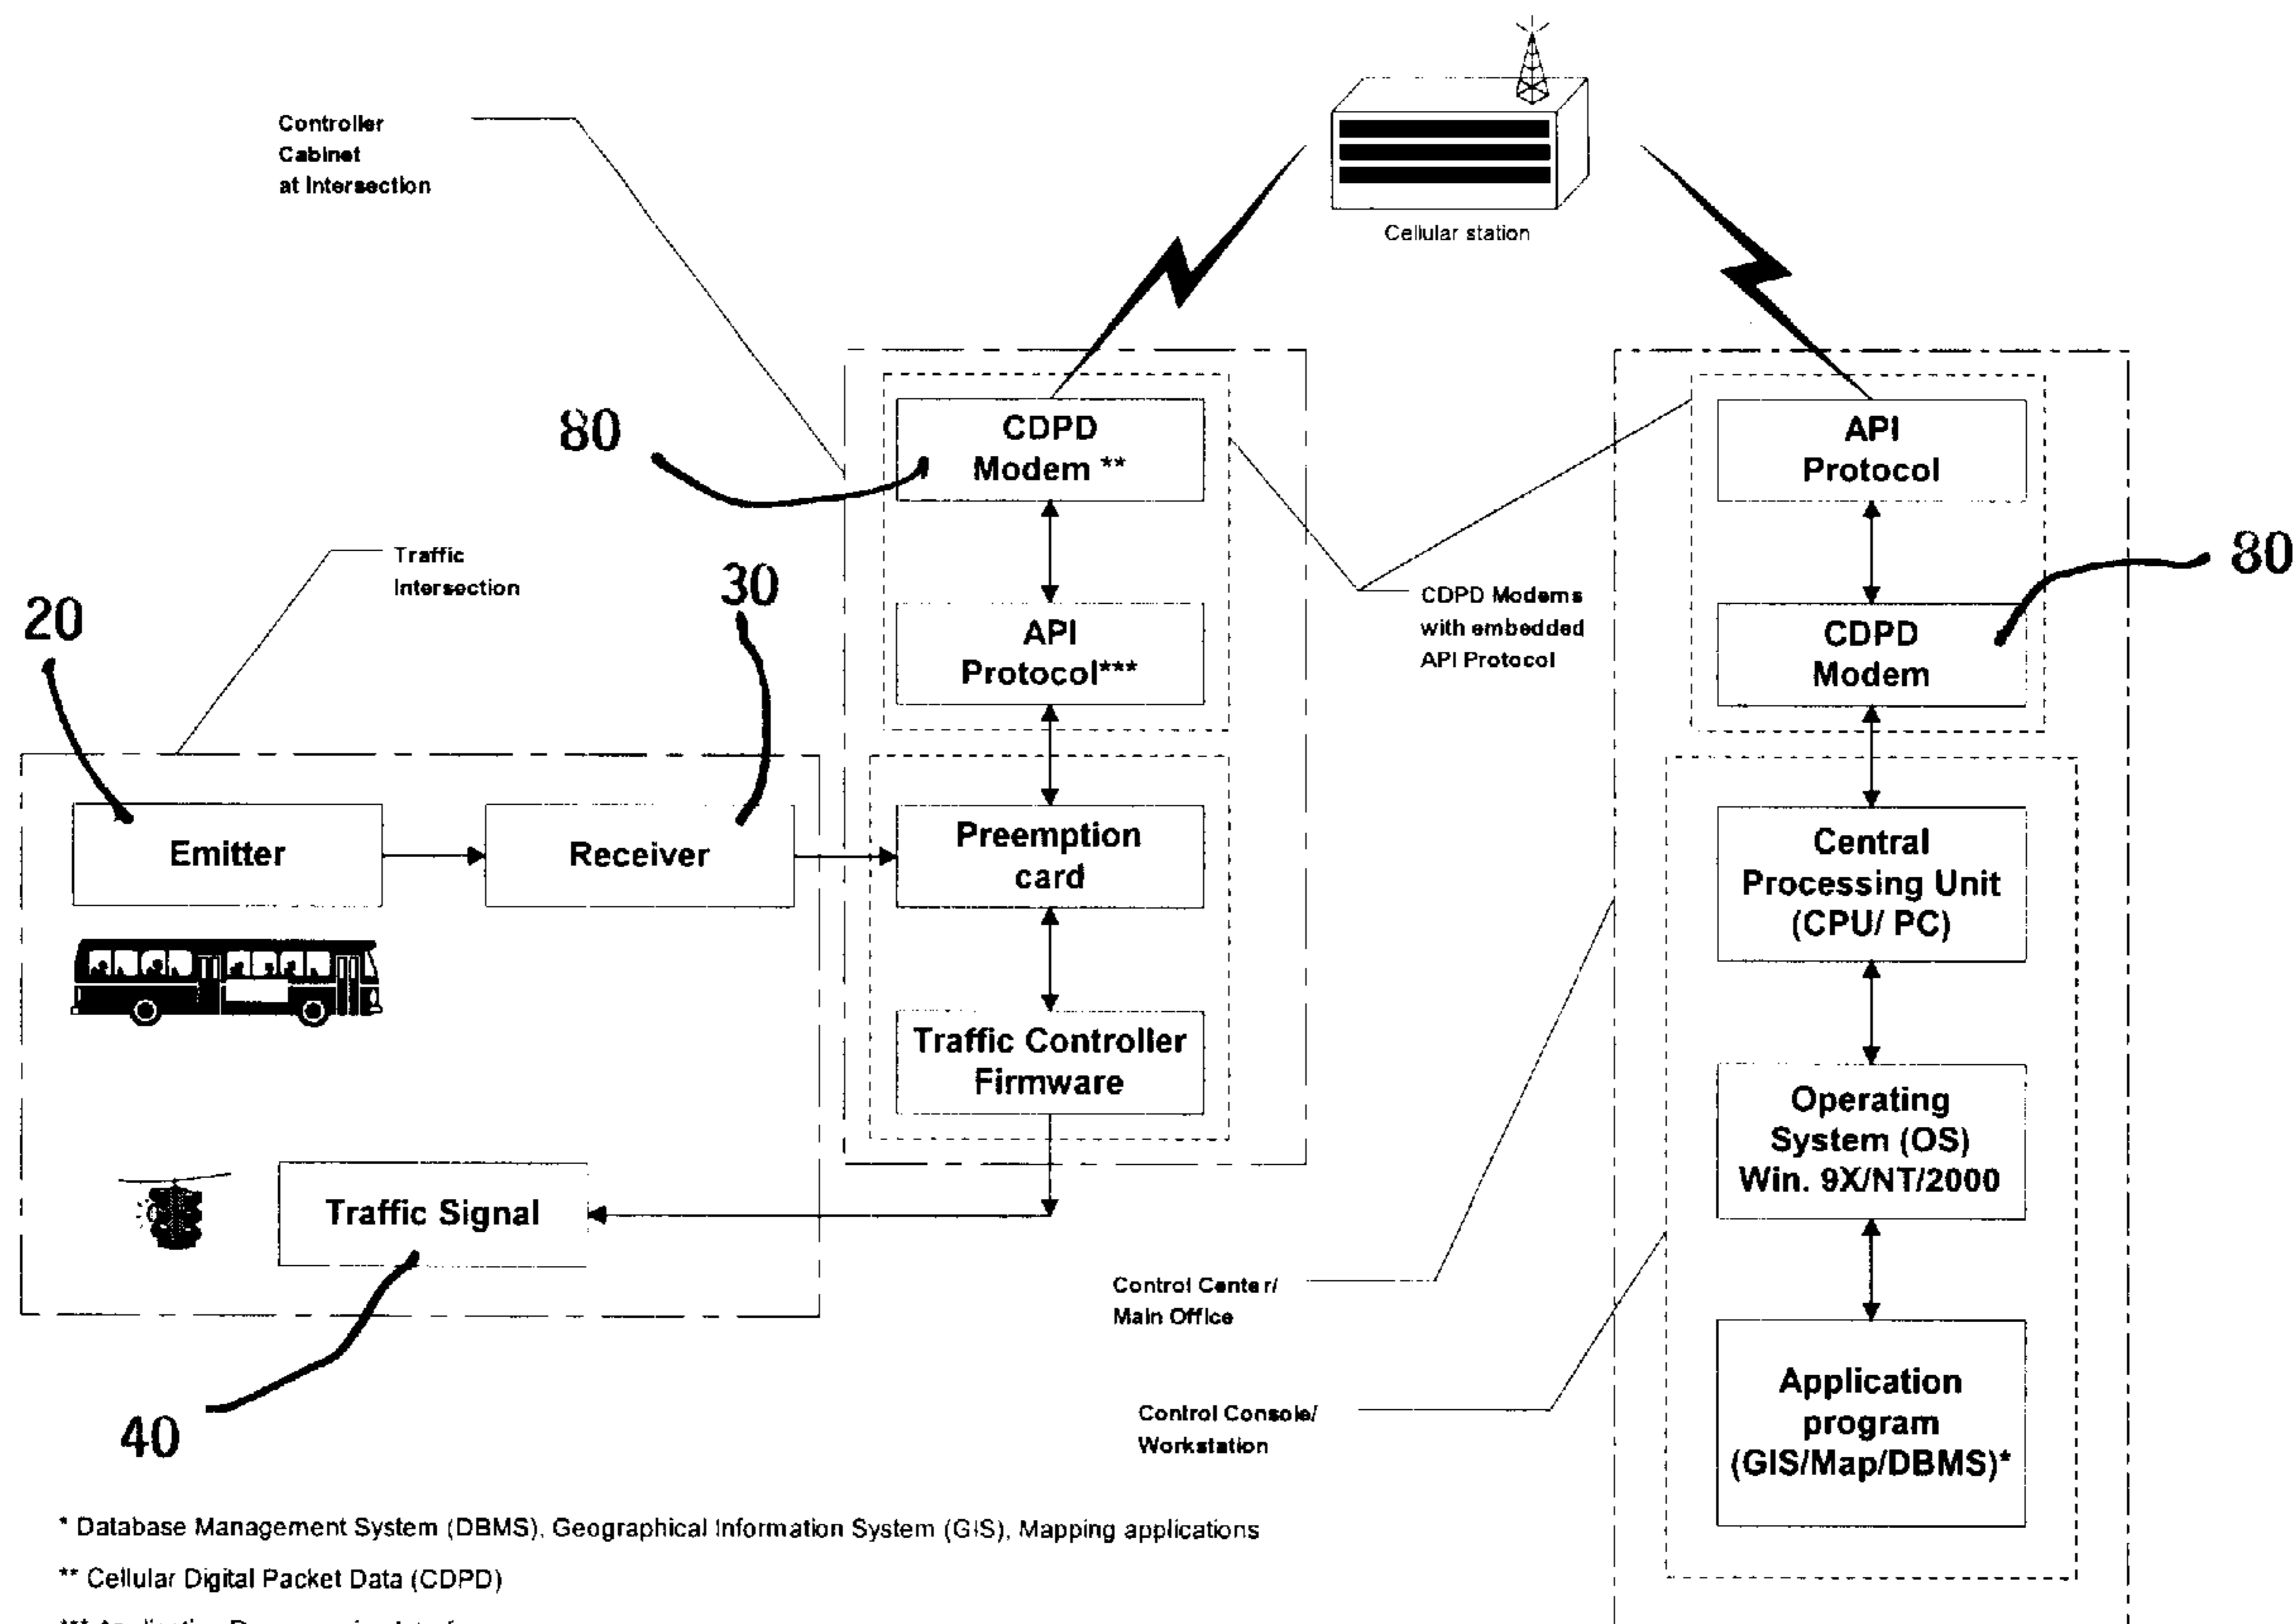 Controller
Cabinet
at Intersection
Cellular station
80
CDPD
Modem **
API
Protocol
Traffic
Intersection
30
20
80
API
Protocol***
CDPD Modems
with embedded
API Protocol
CDPD
Modem
Emitter
Receiver
Preemption
card
Central
Processing Unit
(CPU/ PC)
Traffic Controller
Firmware
Operating
System (OS)
Win. 9X/NT/2000
Traffic Signal
40
Control Center/
Main Office
Control Console/
Workstation
Application
program
(GIS/Map/DBMS)*
* Database Management System (DBMS), Geographical Information System (GIS), Mapping applications
** Cellular Digital Packet Data (CDPD)